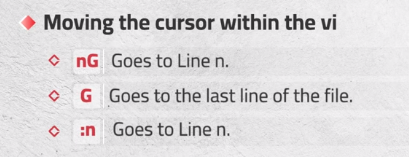 Moving the cursor within the vi
nG Goes to Line n.
G Goes to the last line of the file.
:n Goes to Line n.